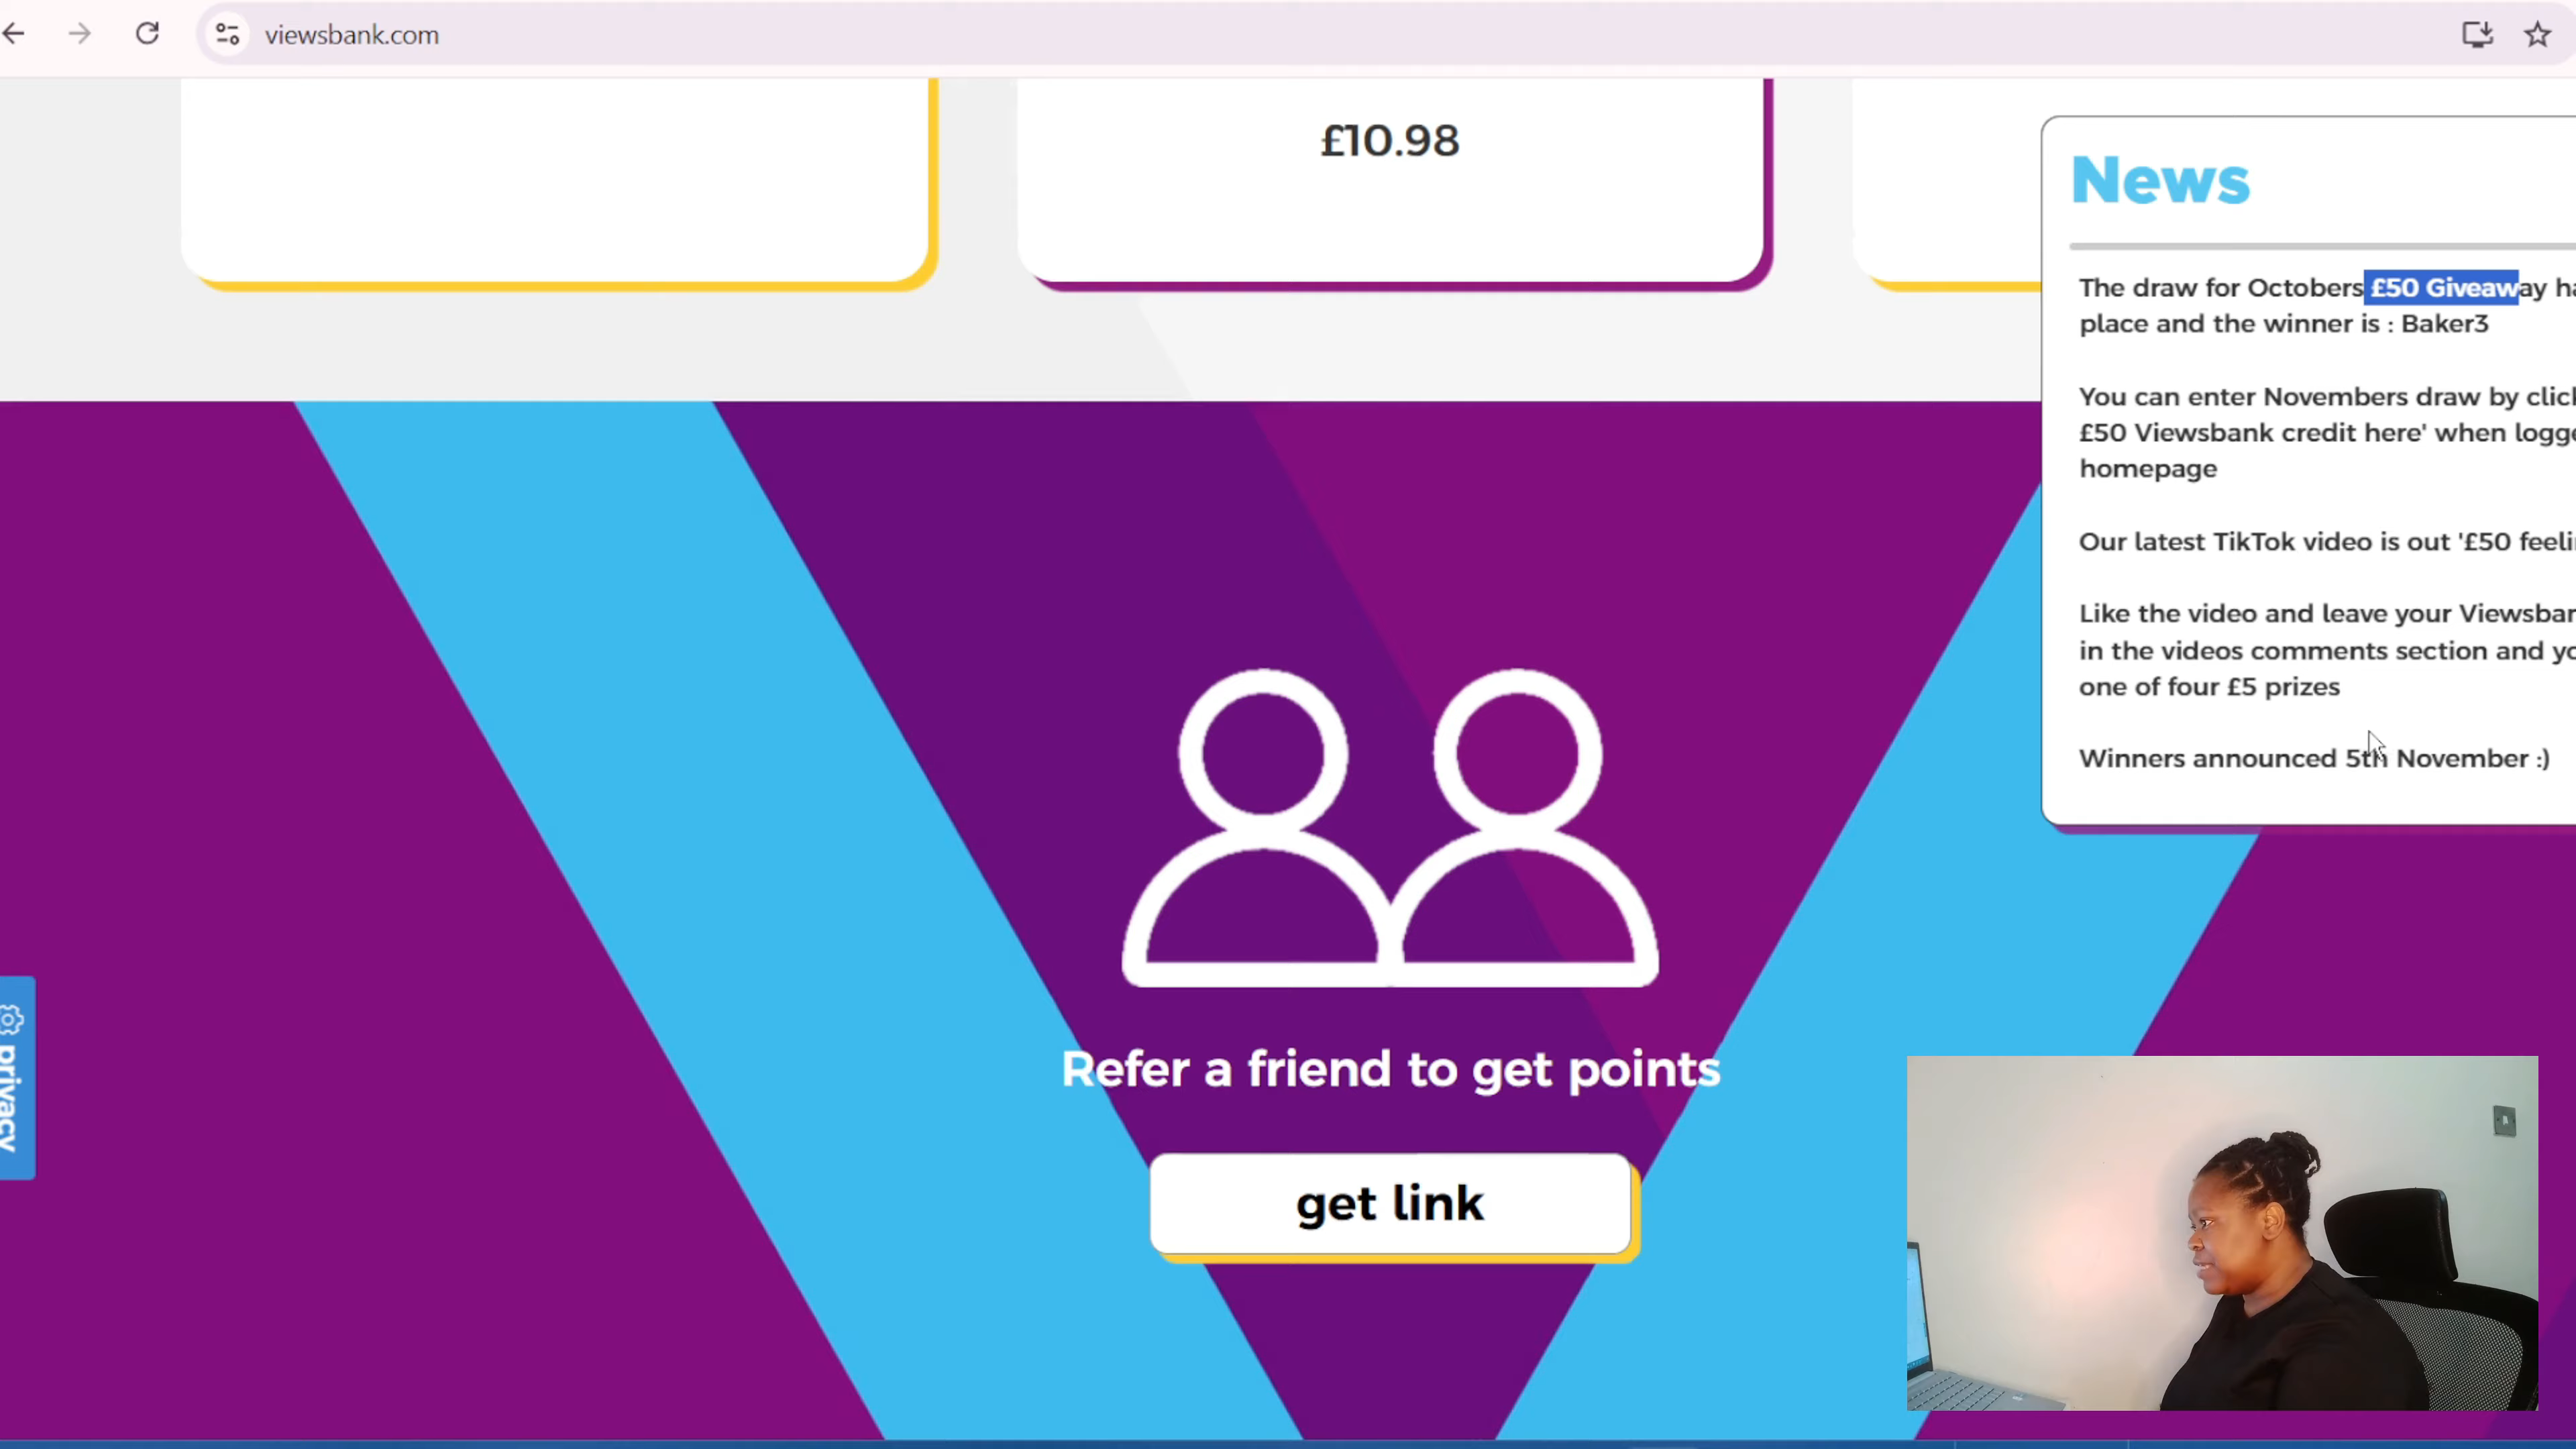 viewsbank.com
£10.98
News
The draw for Octobers £50 Giveaway
place and the winner is : Baker3
You can enter Novembers draw by
£50 Viewsbank credit here' when
homepage
Our latest TikTok video is out '£50
Like the video and leave your
in the videos comments section and
one of four £5 prizes
Winners announced 5th November :)
Refer a friend to get points
get link
privacy